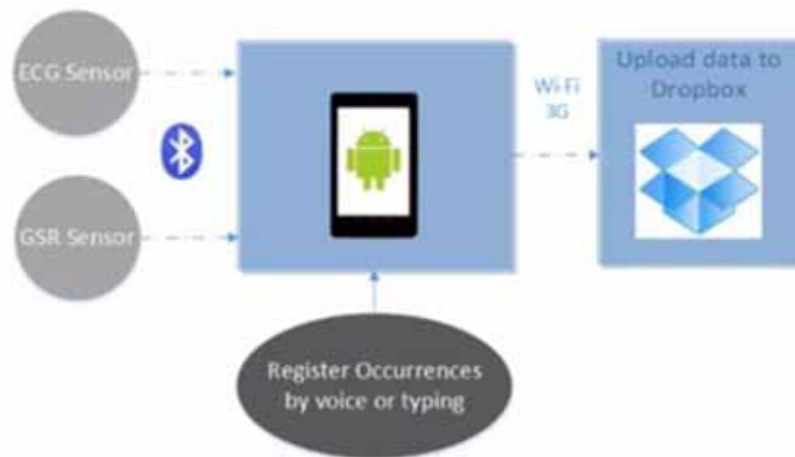 ECG Sensor
GSR Sensor
Wi-Fi
3G
Upload data to
Dropbox
Register Occurrences
by voice or typing